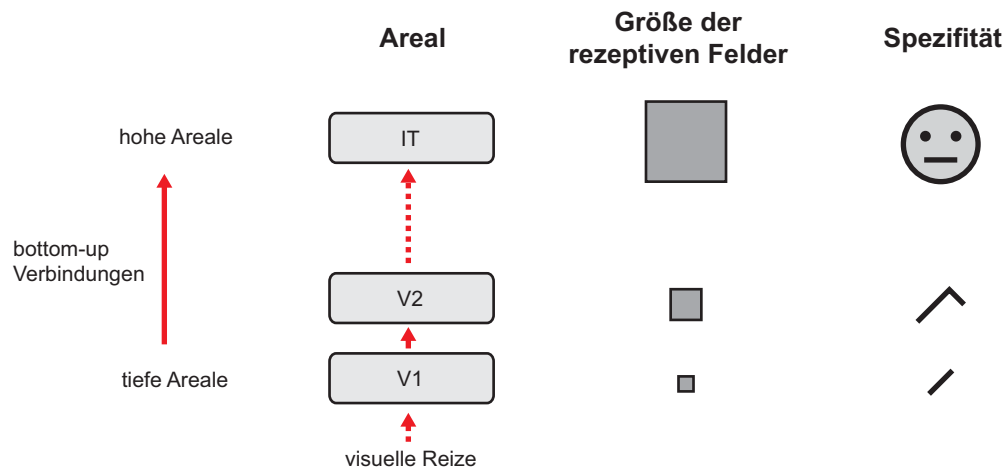 Areal
Größe der
rezeptiven Felder
Spezifität
hohe Areale
IT
bottom-up
Verbindungen
V2
tiefe Areale
V1
visuelle Reize